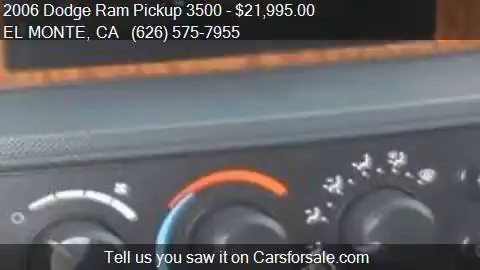 2006 Dodge Ram Pickup 3500 - $21,995.00
EL MONTE, CA (626) 575-7955
Tell us you saw it on Carsforsale.com